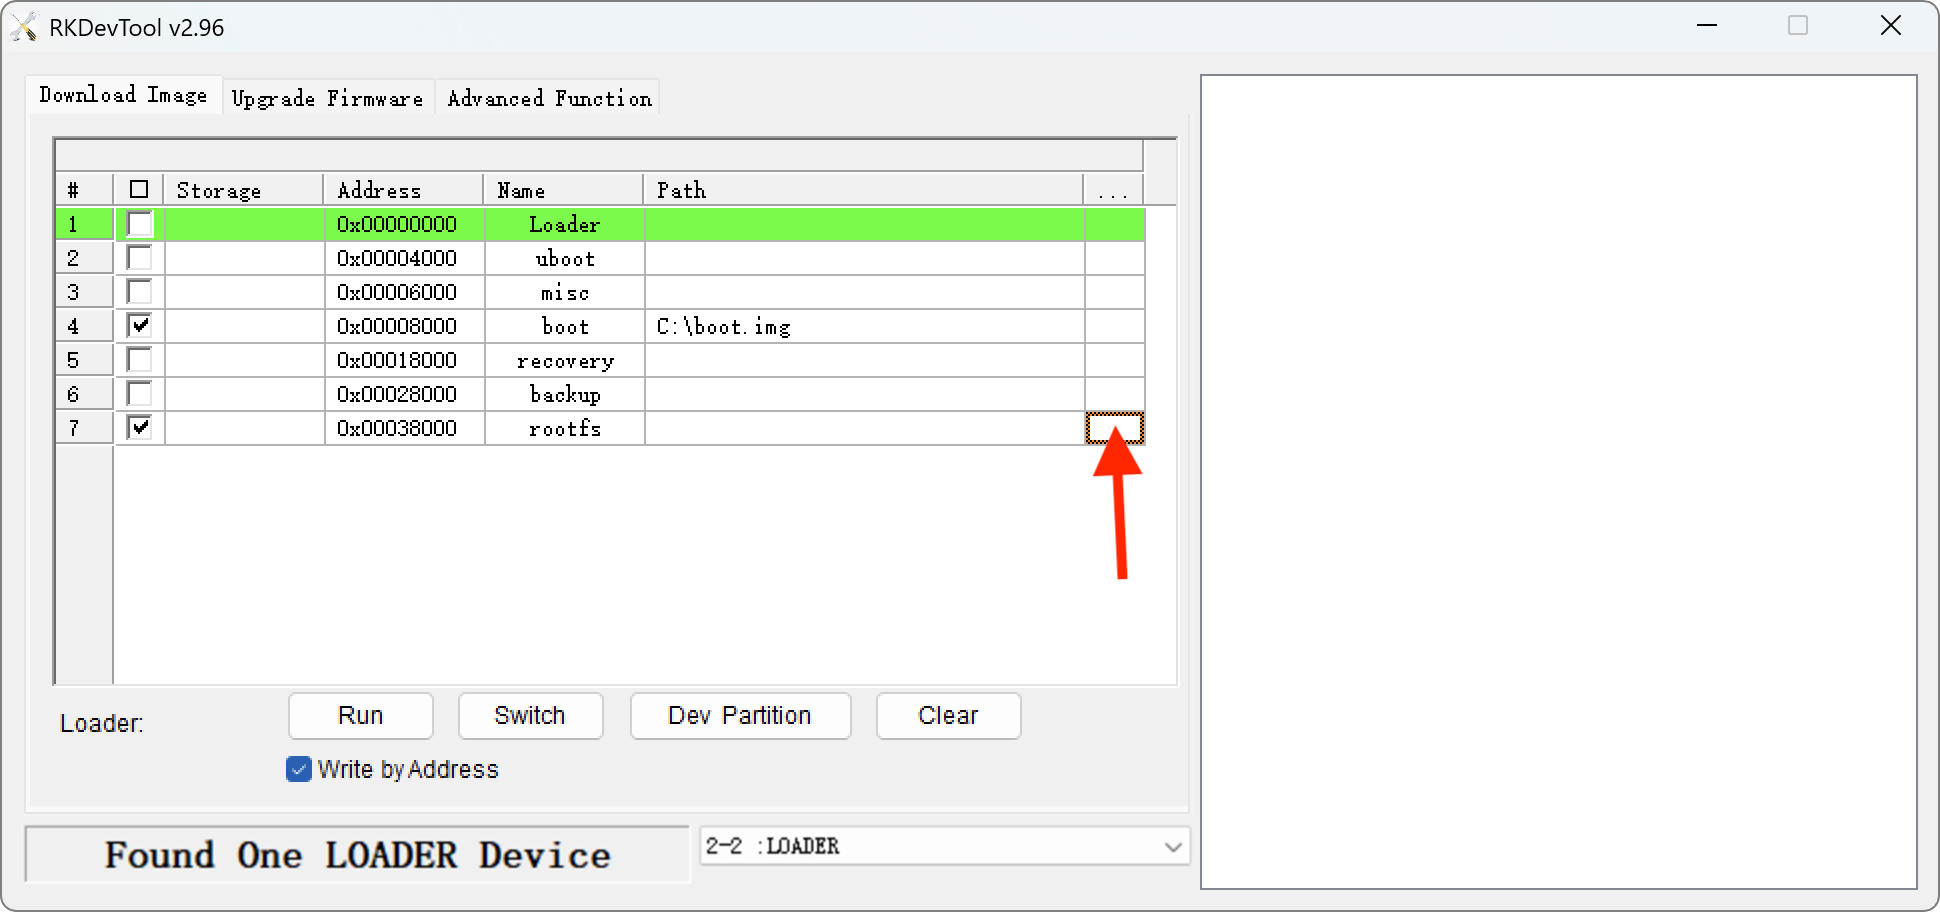 RKDevTool v2.96
Download Image Upgrade Firmware Advanced Function
# Storage Address Name Path ...
1 0x00000000 Loader
2 0x00004000 uboot
3 0x00006000 misc
4 0x00008000 boot C:\boot.img
5 0x00018000 recovery
6 0x00028000 backup
7 0x00038000 rootfs
Loader: Run Switch Dev Partition Clear
Write by Address
Found One LOADER Device 2-2 :LOADER